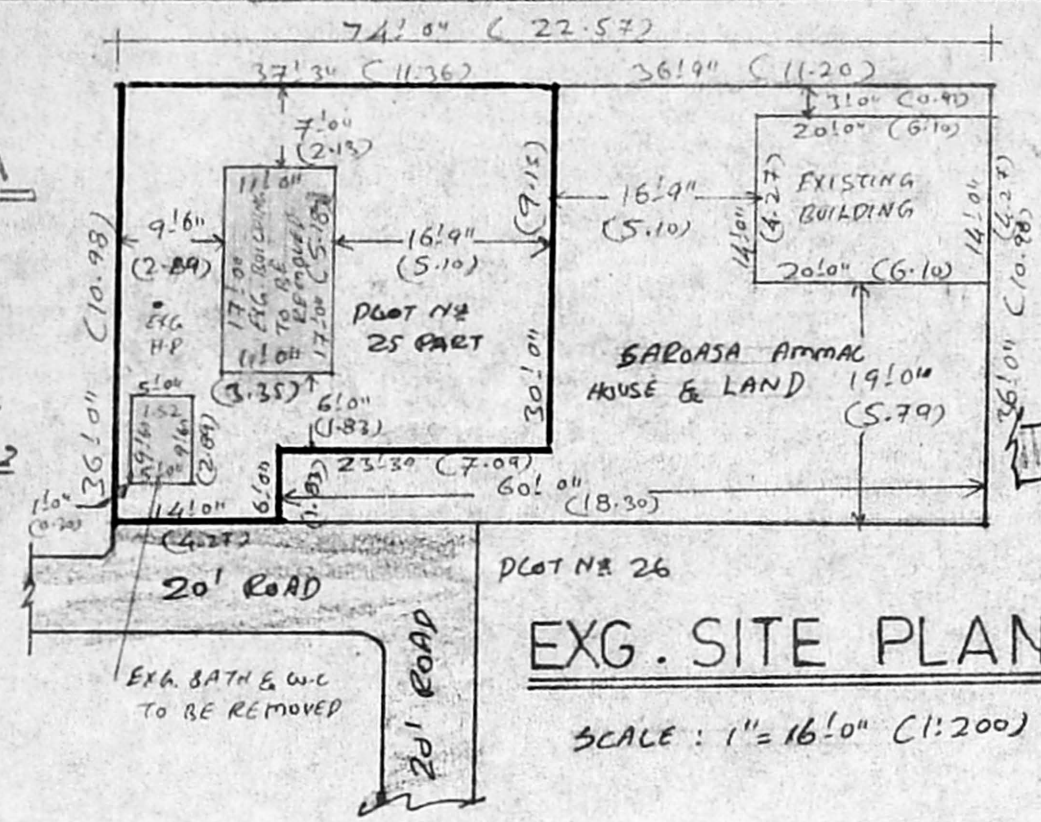 74'-0" ( 22.57)
37'-3" (11.36)
36'-9" (11.20)
3'-0" (0.92)
20'-0" (6.10)
7'-0"
(2.13)
11'-0"
EXISTING
BUILDING
14'-0"
(4.27)
14'-0"
(4.27)
20'-0" (6.10)
16'-9"
(5.10)
(9.15)
30'-0"
9'-6"
(2.89)
16'-9"
(5.10)
17'-0"
EXG. BUILDING
TO BE
REMOVED
17'-0" (5.18)
11'-0"
(3.35)
EXG
H.P
PLOT Nº
25 PART
36'-0" (10.98)
36'-0" (10.98)
SAROASA AMMAL
HOUSE & LAND
19'-0"
(5.79)
5'-0"
1.52
9'-6"
9'-6"
(2.89)
5'-0"
6'-0"
(1.83)
23'-3" (7.09)
6'-0"
(1.83)
60'-0"
(18.30)
1'-0"
14'-0"
(4.27)
20' ROAD
PLOT Nº 26
20' ROAD
EXG. BATH & W.C
TO BE REMOVED
EXG. SITE PLAN
SCALE : 1"= 16'-0" (1:200)